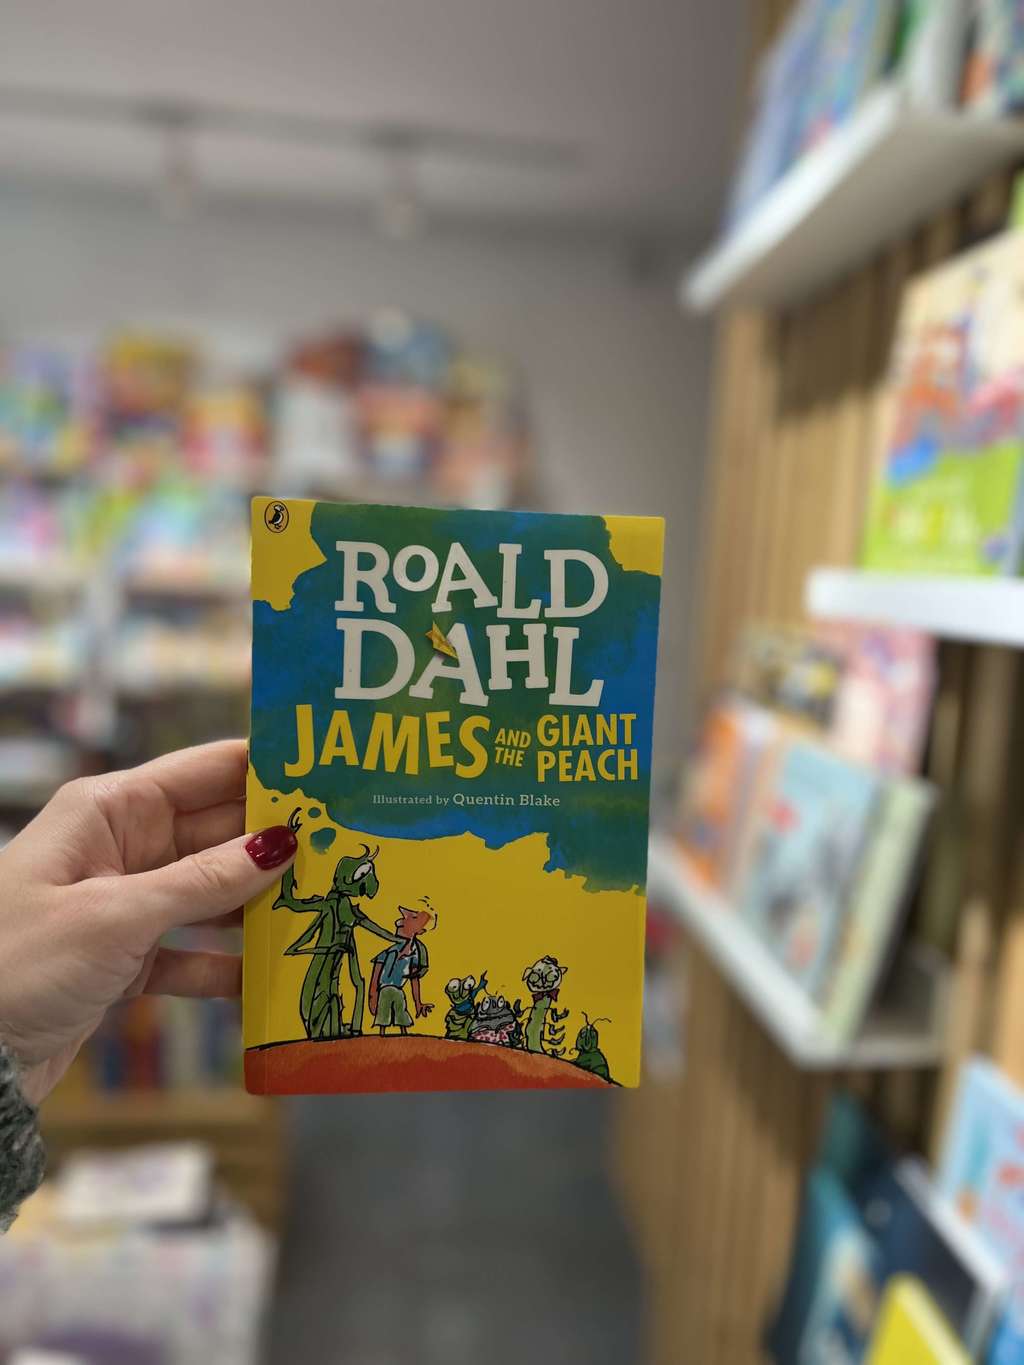 ROALD
DAHL
JAMES AND THE GIANT PEACH
Illustrated by Quentin Blake